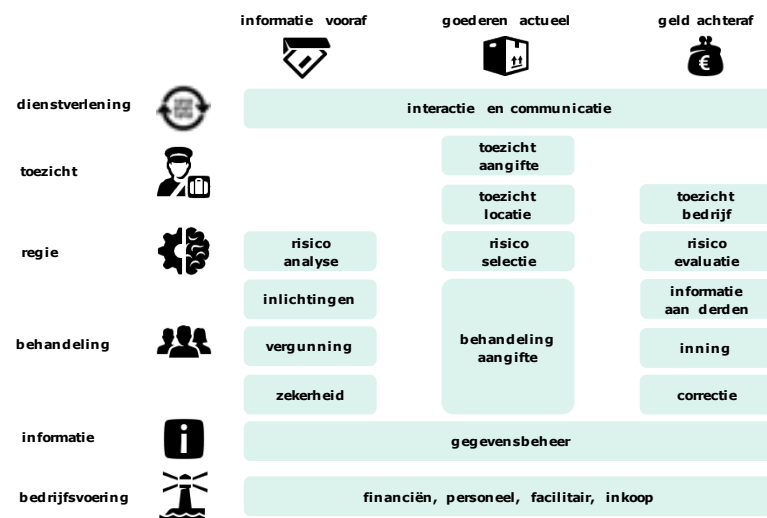 informatie vooraf
goederen actueel
geld achteraf
dienstverlening
interactie en communicatie
toezicht
toezicht
aangifte
toezicht
locatie
toezicht
bedrijf
regie
risico
analyse
risico
selectie
risico
evaluatie
behandeling
inlichtingen
vergunning
zekerheid
behandeling
aangifte
informatie
aan derden
inning
correctie
informatie
gegevensbeheer
bedrijfsvoering
financiën, personeel, facilitair, inkoop